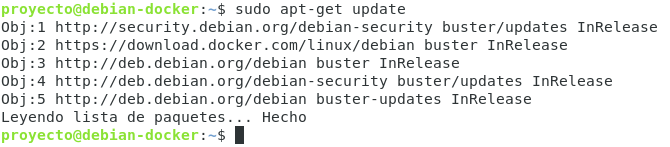 proyecto@debian-docker:~$ sudo apt-get update
Obj:1 http://security.debian.org/debian-security buster/updates InRelease
Obj:2 https://download.docker.com/linux/debian buster InRelease
Obj:3 http://deb.debian.org/debian buster InRelease
Obj:4 http://deb.debian.org/debian-security buster/updates InRelease
Obj:5 http://deb.debian.org/debian buster-updates InRelease
Leyendo lista de paquetes... Hecho
proyecto@debian-docker:~$